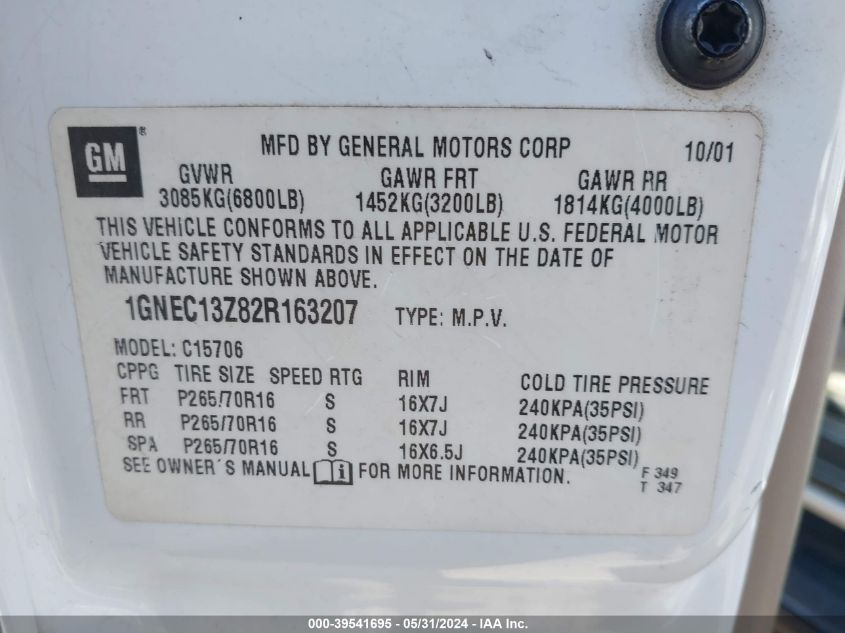 GM ® MFD BY GENERAL MOTORS CORP 10/01
GVWR GAWR FRT GAWR RR
3085KG(6800LB) 1452KG(3200LB) 1814KG(4000LB)
THIS VEHICLE CONFORMS TO ALL APPLICABLE U.S. FEDERAL MOTOR
VEHICLE SAFETY STANDARDS IN EFFECT ON THE DATE OF
MANUFACTURE SHOWN ABOVE.
1GNEC13Z82R163207 TYPE: M.P.V.
MODEL: C15706
CPPG TIRE SIZE SPEED RTG RIM COLD TIRE PRESSURE
FRT P265/70R16 S 16X7J 240KPA(35PSI)
RR P265/70R16 S 16X7J 240KPA(35PSI)
SPA P265/70R16 S 16X6.5J 240KPA(35PSI)
SEE OWNER´S MANUAL i FOR MORE INFORMATION. F 349
T 347
000-39541695 - 05/31/2024 - IAA Inc.